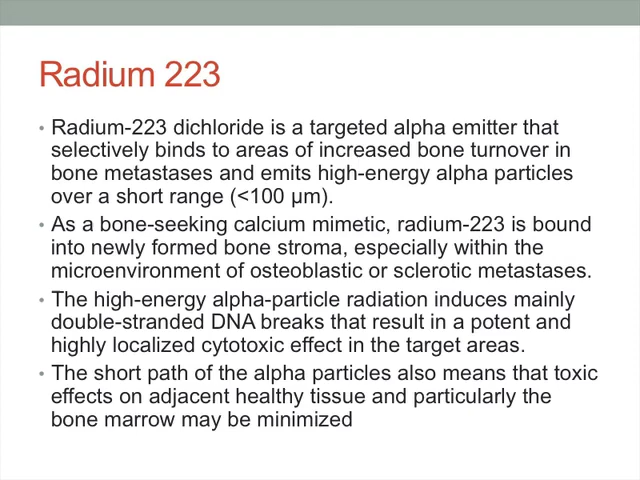 Radium 223
• Radium-223 dichloride is a targeted alpha emitter that
selectively binds to areas of increased bone turnover in
bone metastases and emits high-energy alpha particles
over a short range (<100 μm).
• As a bone-seeking calcium mimetic, radium-223 is bound
into newly formed bone stroma, especially within the
microenvironment of osteoblastic or sclerotic metastases.
• The high-energy alpha-particle radiation induces mainly
double-stranded DNA breaks that result in a potent and
highly localized cytotoxic effect in the target areas.
• The short path of the alpha particles also means that toxic
effects on adjacent healthy tissue and particularly the
bone marrow may be minimized